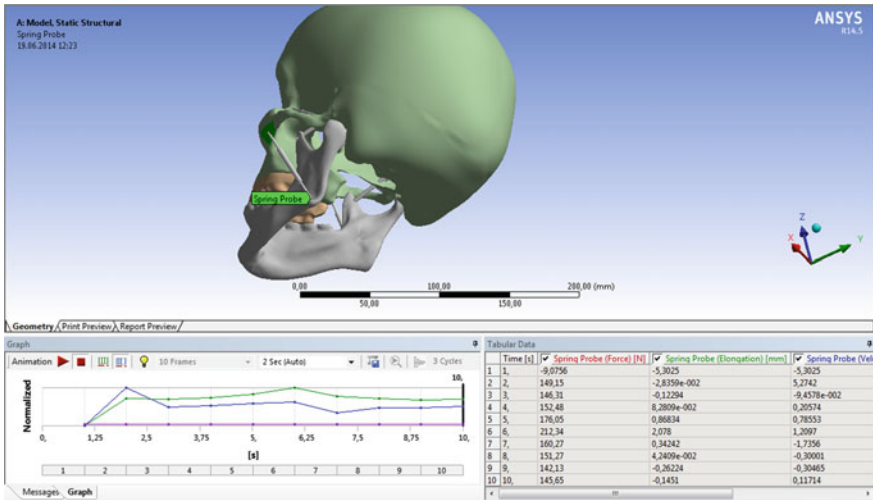 A: Model, Static Structural
Spring Probe
19.06.2014 12:23
ANSYS
R14.5
Spring Probe
Z
X
Y
0,00 100,00 200,00 (mm)
50,00 150,00
Geometry Print Preview Report Preview
Graph
Animation 10 Frames 2 Sec (Auto) 3 Cycles
10,
Normalized
0, 1,25 2,5 3,75 5, 6,25 7,5 8,75 10,
[s]
1 2 3 4 5 6 7 8 9 10
Messages Graph
Tabular Data
Time [s] Spring Probe (Force) [N] Spring Probe (Elongation) [mm] Spring Probe (Velo
1 1, -9,0756 -5,3025 -5,3025
2 2, 149,15 -2,8359e-002 5,2742
3 3, 146,31 -0,12294 -9,4578e-002
4 4, 152,48 8,2809e-002 0,20574
5 5, 176,05 0,86834 0,78553
6 6, 212,34 2,078 1,2097
7 7, 160,27 0,34242 -1,7356
8 8, 151,27 4,2409e-002 -0,30001
9 9, 142,13 -0,26224 -0,30465
10 10, 145,65 -0,1451 0,11714